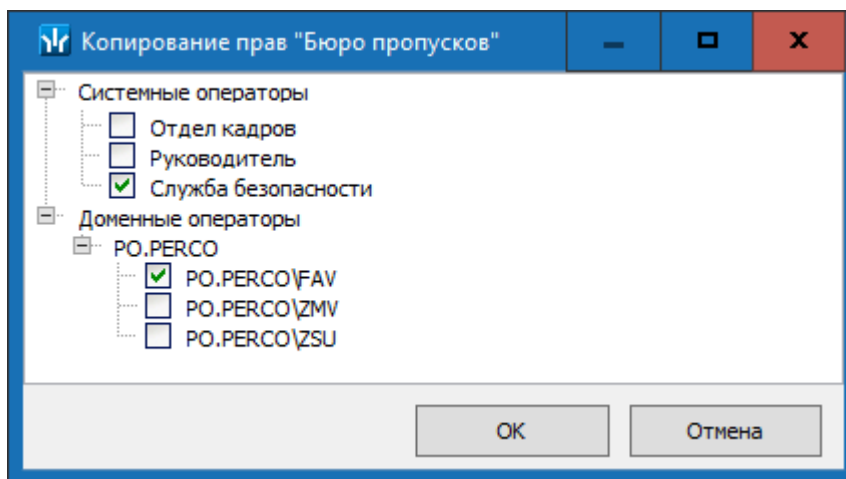 Копирование прав "Бюро пропусков"
Системные операторы
Отдел кадров
Руководитель
Служба безопасности
Доменные операторы
PO.PERCO
PO.PERCO\FAV
PO.PERCO\ZMV
PO.PERCO\ZSU
OK Отмена